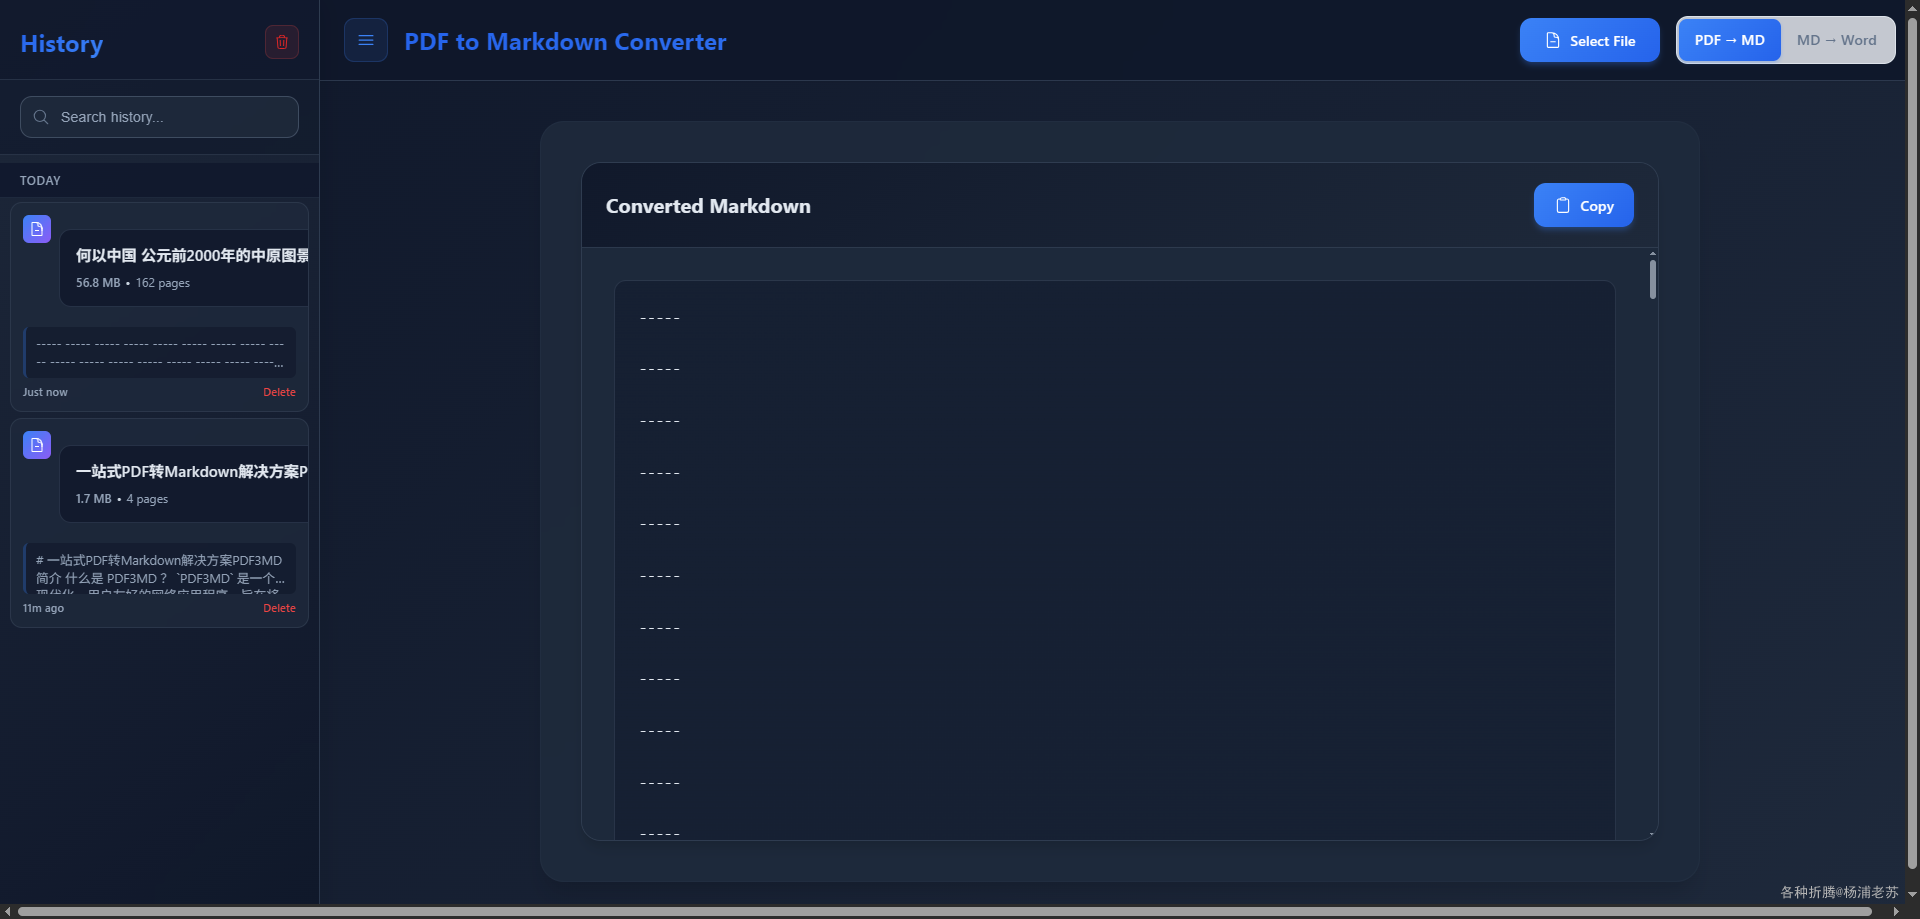 History
Search history...
TODAY
何以中国 公元前2000年的中原图景
56.8 MB • 162 pages
----- ----- ----- ----- ----- ----- ----- ----- ---
-- ----- ----- ----- ----- ----- ----- ----- ----...
Just now
Delete
一站式PDF转Markdown解决方案P
1.7 MB • 4 pages
# 一站式PDF转Markdown解决方案PDF3MD
简介 什么是 PDF3MD ？ `PDF3MD` 是一个...
11m ago
Delete
PDF to Markdown Converter
Select File
PDF → MD
MD → Word
Converted Markdown
Copy
-----
-----
-----
-----
-----
-----
-----
-----
-----
-----
-----
各种折腾@杨浦老苏